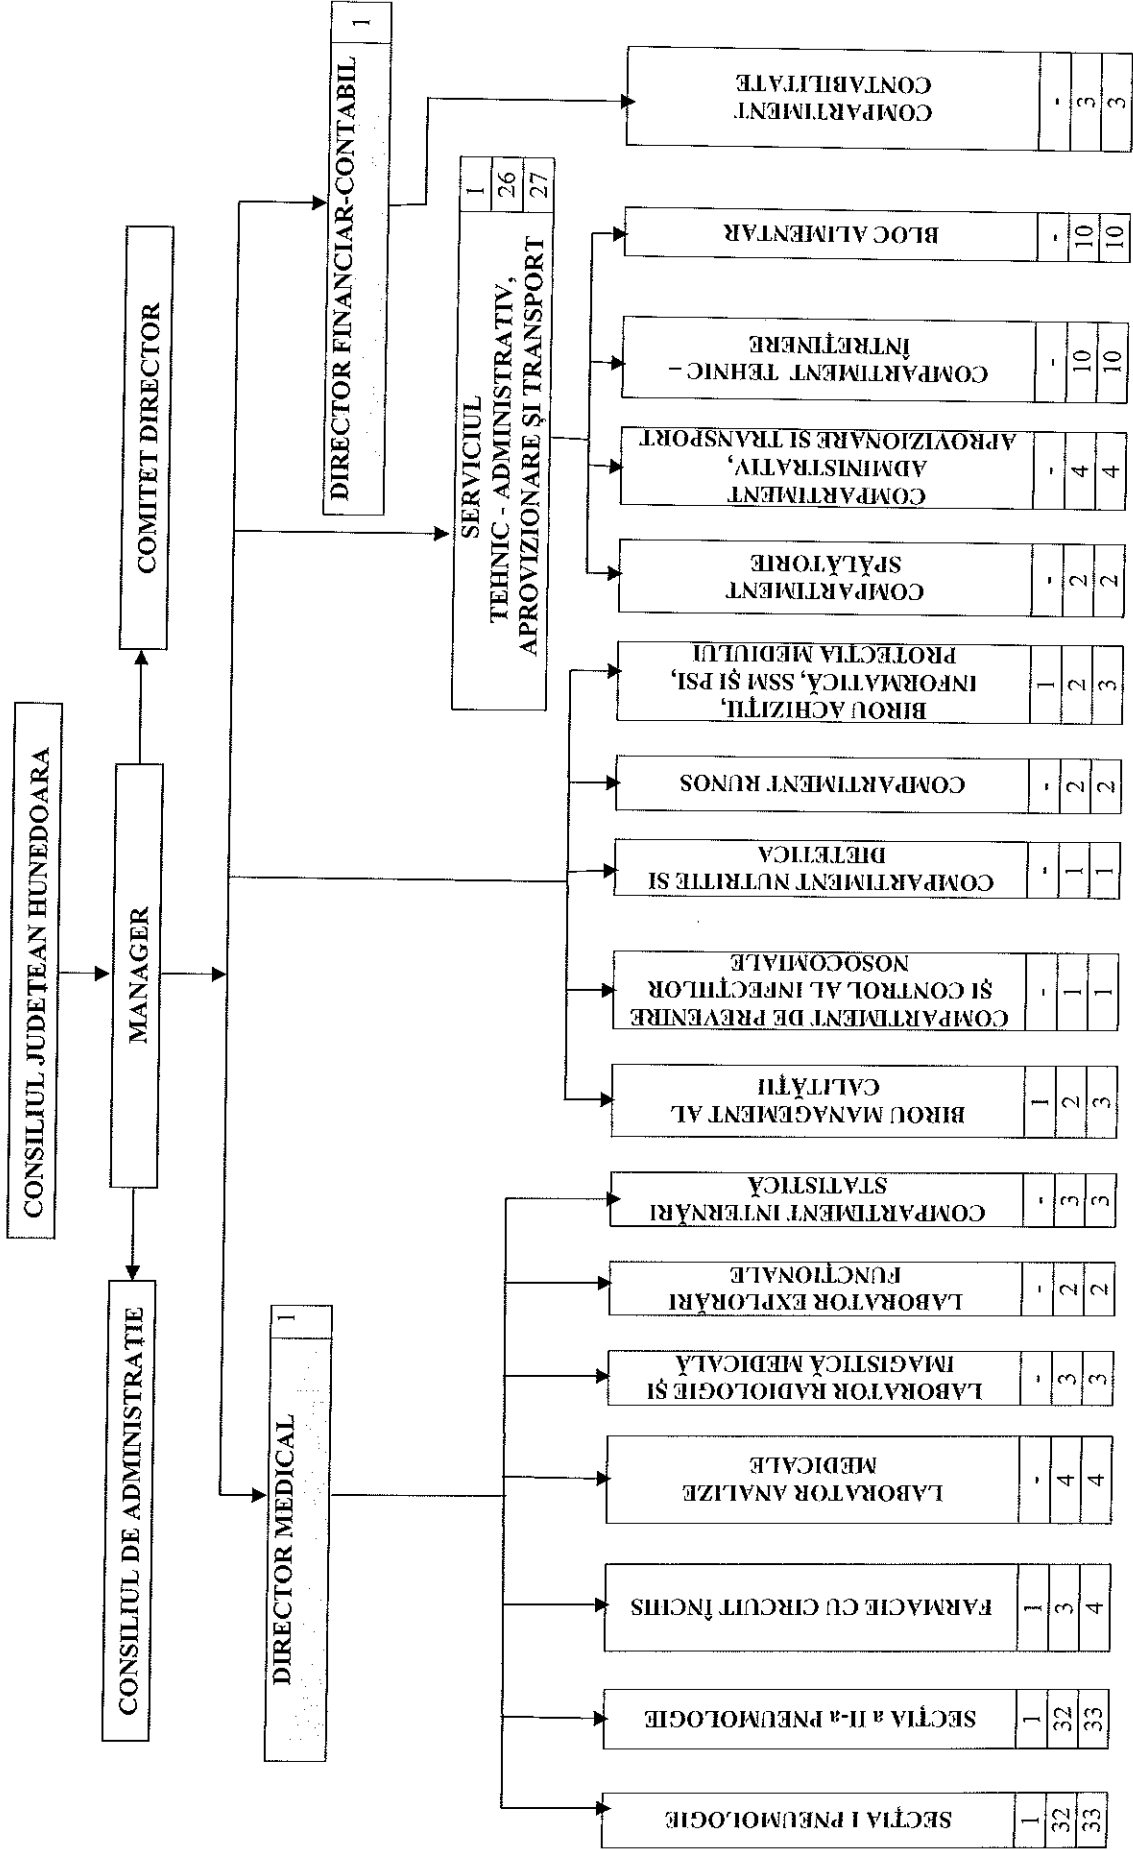 CONSILIUL JUDEȚEAN HUNEDOARA
CONSILIUL DE ADMINISTRAȚIE
MANAGER
COMITET DIRECTOR
DIRECTOR MEDICAL
1
DIRECTOR FINANCIAR-CONTABIL
1
SERVICIUL
TEHNIC - ADMINISTRATIV,
APROVIZIONARE ȘI TRANSPORT
1
26
27
SECȚIA I PNEUMOLOGIE
1
32
33
SECȚIA a II-a PNEUMOLOGIE
1
32
33
FARMACIE CU CIRCUIT ÎNCHIS
1
3
4
LABORATOR ANALIZE
MEDICALE
-
4
4
LABORATOR RADIOLOGIE ȘI
IMAGISTICĂ MEDICALĂ
-
3
3
LABORATOR EXPLORĂRI
FUNCȚIONALE
-
2
2
COMPARTIMENT INTERNĂRI
STATISTICĂ
-
3
3
BIROU MANAGEMENT AL
CALITĂȚII
1
2
3
COMPARTIMENT DE PREVENIRE
ȘI CONTROL AL INFECȚIILOR
NOSOCOMIALE
-
1
1
COMPARTIMENT NUTRITIE SI
DIETETICA
-
1
1
COMPARTIMENT RUNOS
-
2
2
BIROU ACHIZIȚII,
INFORMATICĂ, SSM ȘI PSI,
PROTECȚIA MEDIULUI
1
2
3
COMPARTIMENT
SPĂLĂTORIE
-
2
2
COMPARTIMENT
ADMINISTRATIV,
APROVIZIONARE SI TRANSPORT
-
4
4
COMPARTIMENT TEHNIC –
ÎNTREȚINERE
-
10
10
BLOC ALIMENTAR
-
10
10
COMPARTIMENT
CONTABILITATE
-
3
3